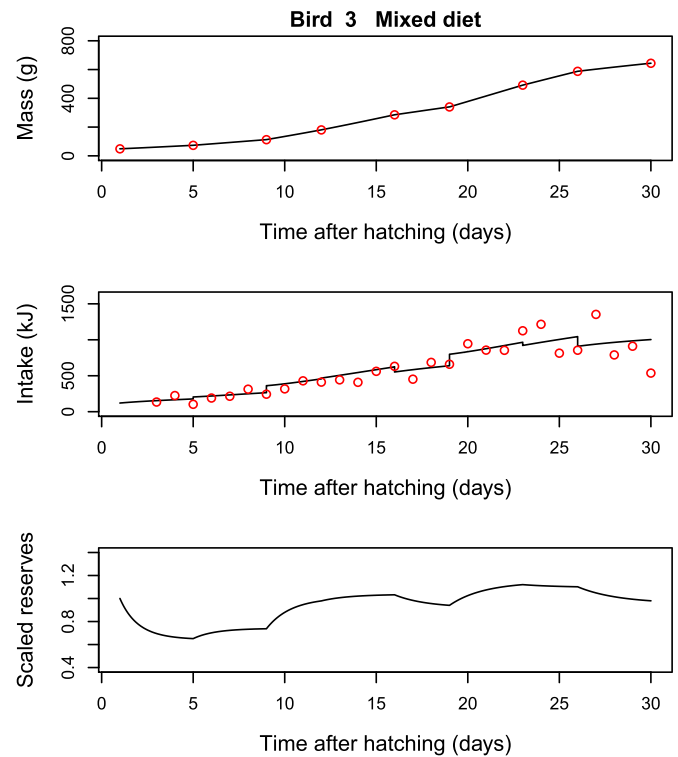 Bird 3 Mixed diet
Mass (g)
800
400
0
0 5 10 15 20 25 30
Time after hatching (days)
Intake (kJ)
1500
500
0
0 5 10 15 20 25 30
Time after hatching (days)
Scaled reserves
1.2
0.8
0.4
0 5 10 15 20 25 30
Time after hatching (days)